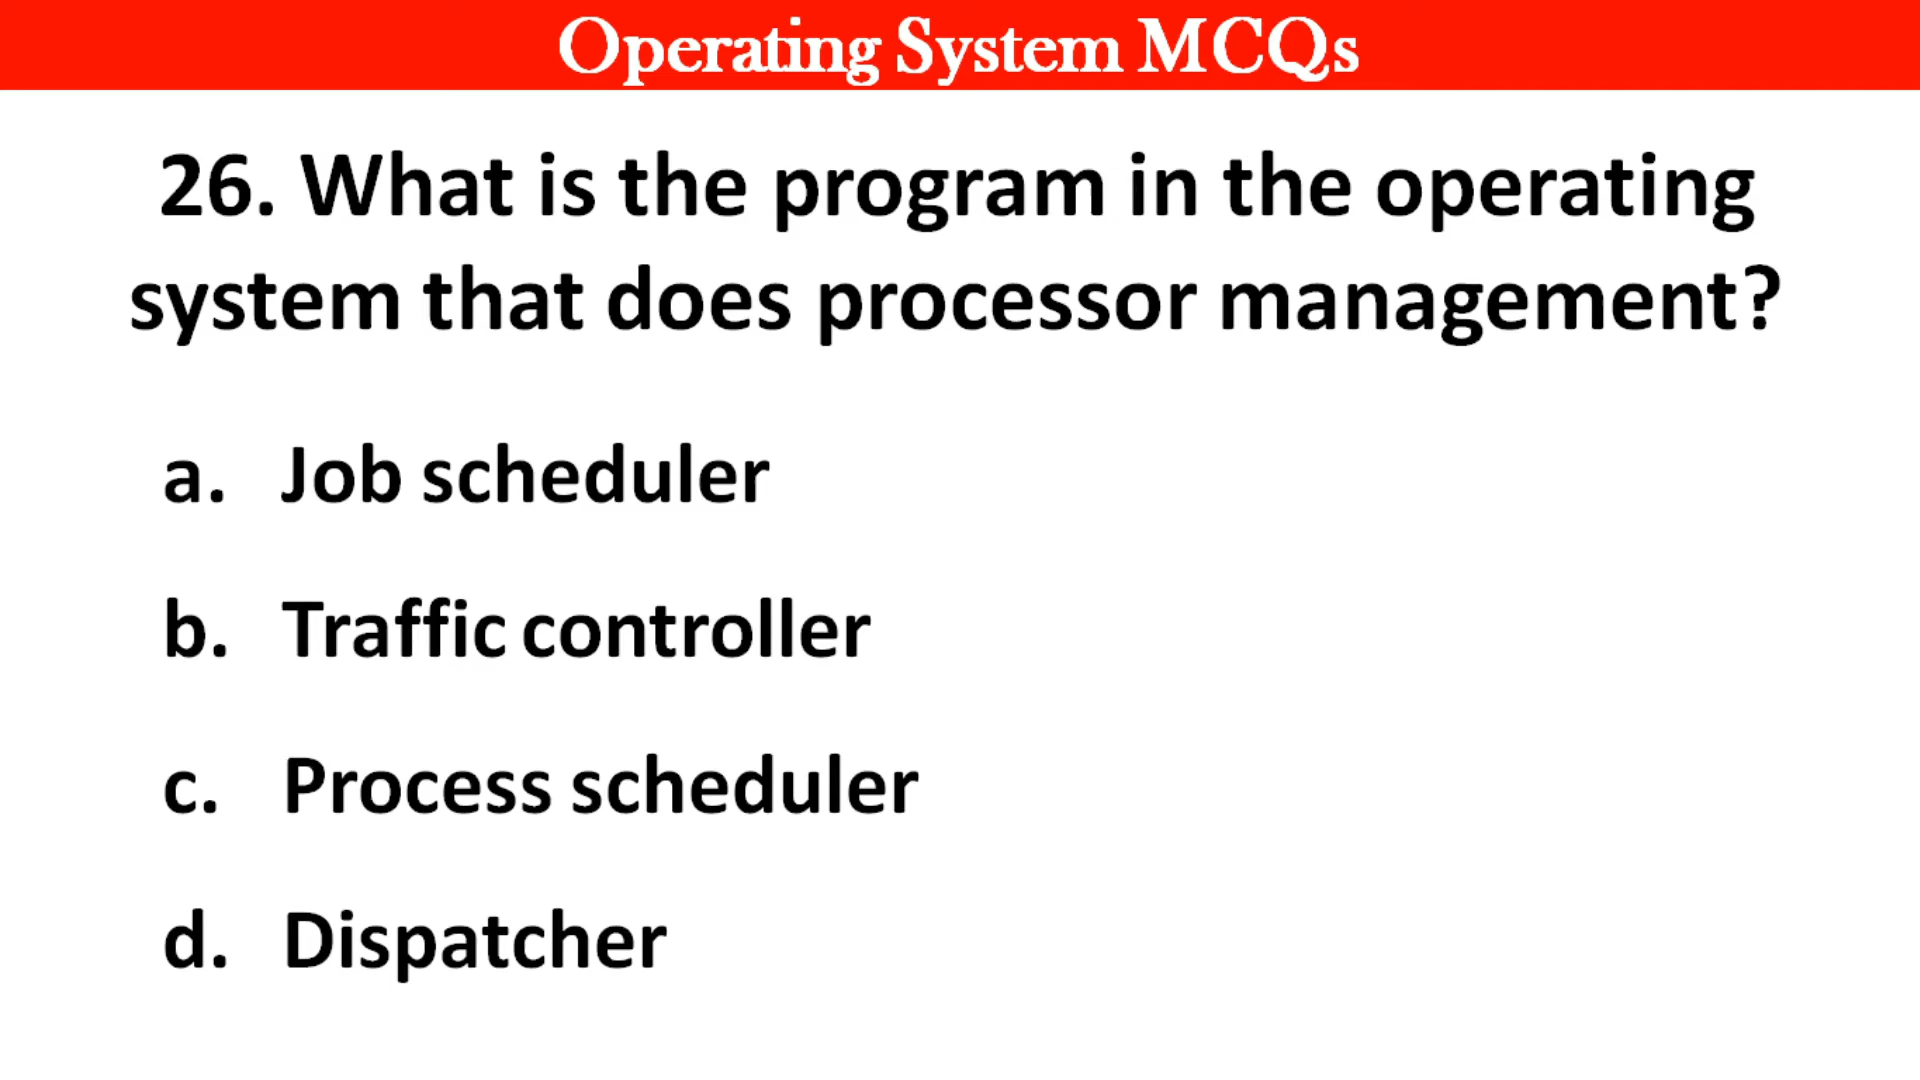 Operating System MCQs
26. What is the program in the operating
system that does processor management?
a. Job scheduler
b. Traffic controller
c. Process scheduler
d. Dispatcher